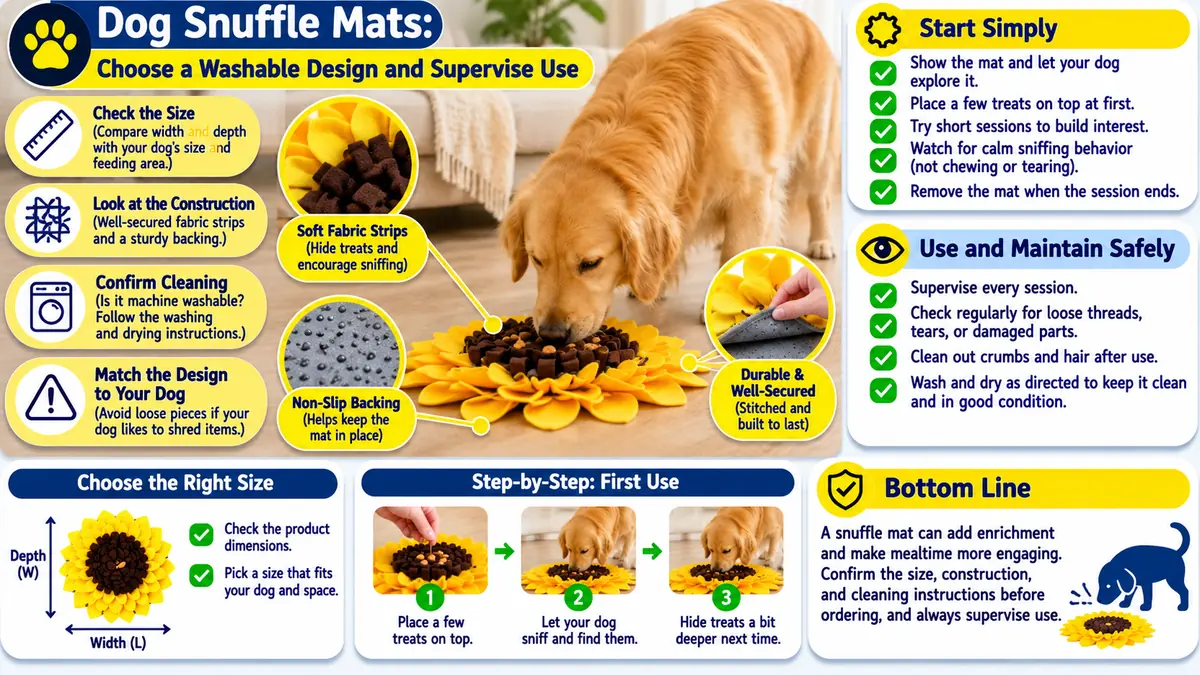 Dog Snuffle Mats:
Choose a Washable Design and Supervise Use
Check the Size
(Compare width and depth
with your dog's size and
feeding area.)
Look at the Construction
(Well-secured fabric strips
and a sturdy backing.)
Confirm Cleaning
(Is it machine washable?
Follow the washing
and drying instructions.)
Match the Design
to Your Dog
(Avoid loose pieces if your
dog likes to shred items.)
Soft Fabric Strips
(Hide treats and
encourage sniffing)
Non-Slip Backing
(Helps keep the
mat in place)
Durable &
Well-Secured
(Stitched and
built to last)
Start Simply
Show the mat and let your dog
explore it.
Place a few treats on top at first.
Try short sessions to build interest.
Watch for calm sniffing behavior
(not chewing or tearing).
Remove the mat when the session ends.
Use and Maintain Safely
Supervise every session.
Check regularly for loose threads,
tears, or damaged parts.
Clean out crumbs and hair after use.
Wash and dry as directed to keep it clean
and in good condition.
Choose the Right Size
Depth
(W)
Width (L)
Check the product
dimensions.
Pick a size that fits
your dog and space.
Step-by-Step: First Use
1
Place a few
treats on top.
2
Let your dog
sniff and find them.
3
Hide treats a bit
deeper next time.
Bottom Line
A snuffle mat can add enrichment
and make mealtime more engaging.
Confirm the size, construction,
and cleaning instructions before
ordering, and always supervise use.